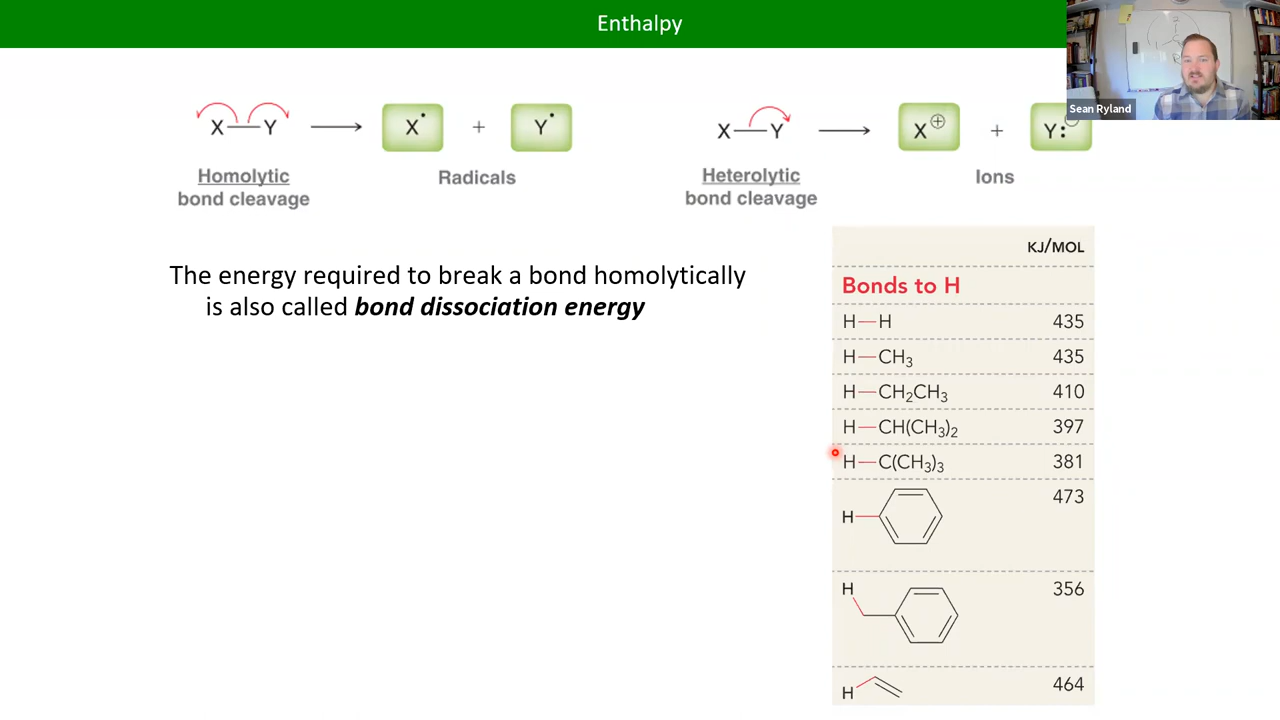 Enthalpy
Sean Ryland
X—Y → X• + Y•
Homolytic
bond cleavage
Radicals
X—Y → X⊕ + Y:⊖
Heterolytic
bond cleavage
Ions
The energy required to break a bond homolytically
is also called bond dissociation energy
KJ/MOL
Bonds to H
H—H 435
H—CH₃ 435
H—CH₂CH₃ 410
H—CH(CH₃)₂ 397
H—C(CH₃)₃ 381
H 473
H 356
H 464